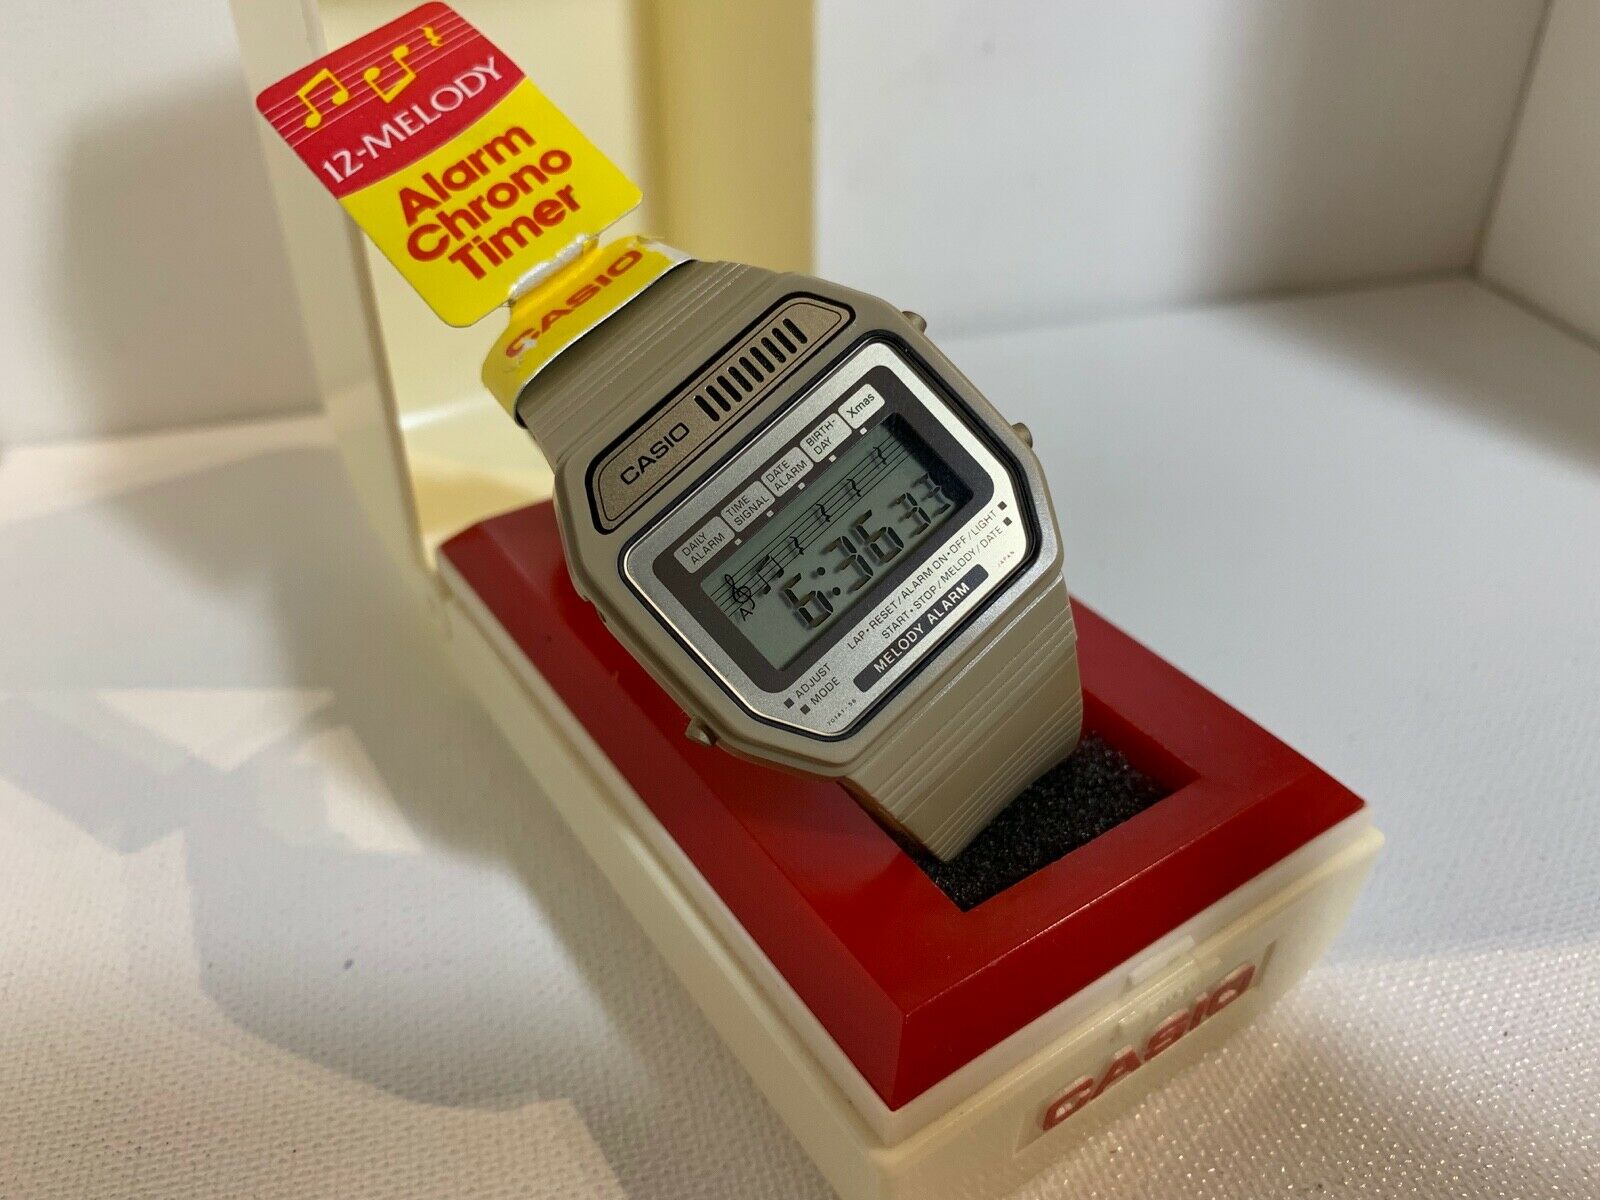 12-MELODY
Alarm
Chrono
Timer
CASIO
CASIO
DAILY ALARM
TIME SIGNAL
DATE ALARM
BIRTH-DAY
Xmas
A
6:36
LAP•RESET/ALARM ON•OFF/LIGHT
START•STOP/MELODY/DATE
JAPAN
MELODY ALARM
ADJUST
MODE
CASIO